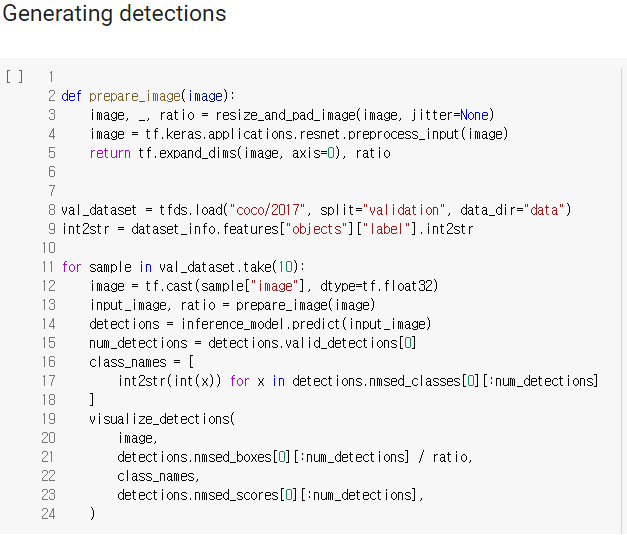 Generating detections
[ ] 1
2 def prepare_image(image):
3     image, _, ratio = resize_and_pad_image(image, jitter=None)
4     image = tf.keras.applications.resnet.preprocess_input(image)
5     return tf.expand_dims(image, axis=0), ratio
6
7
8 val_dataset = tfds.load("coco/2017", split="validation", data_dir="data")
9 int2str = dataset_info.features["objects"]["label"].int2str
10
11 for sample in val_dataset.take(10):
12     image = tf.cast(sample["image"], dtype=tf.float32)
13     input_image, ratio = prepare_image(image)
14     detections = inference_model.predict(input_image)
15     num_detections = detections.valid_detections[0]
16     class_names = [
17         int2str(int(x)) for x in detections.nmsed_classes[0][:num_detections]
18     ]
19     visualize_detections(
20         image,
21         detections.nmsed_boxes[0][:num_detections] / ratio,
22         class_names,
23         detections.nmsed_scores[0][:num_detections],
24     )